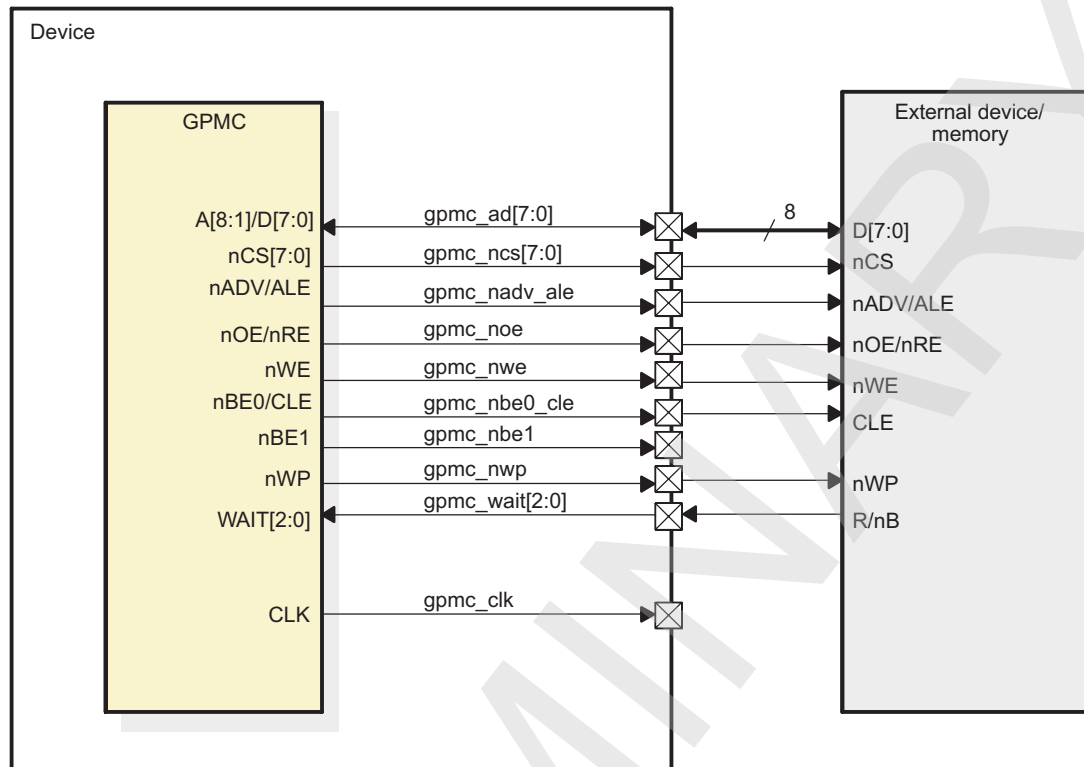 Device
GPMC
External device/
memory
A[8:1]/D[7:0]
gpmc_ad[7:0]
8
D[7:0]
nCS[7:0]
gpmc_ncs[7:0]
nCS
nADV/ALE
gpmc_nadv_ale
nADV/ALE
nOE/nRE
gpmc_noe
nOE/nRE
nWE
gpmc_nwe
nWE
nBE0/CLE
gpmc_nbe0_cle
CLE
nBE1
gpmc_nbe1
nWP
gpmc_nwp
nWP
WAIT[2:0]
gpmc_wait[2:0]
R/nB
CLK
gpmc_clk
MINARY